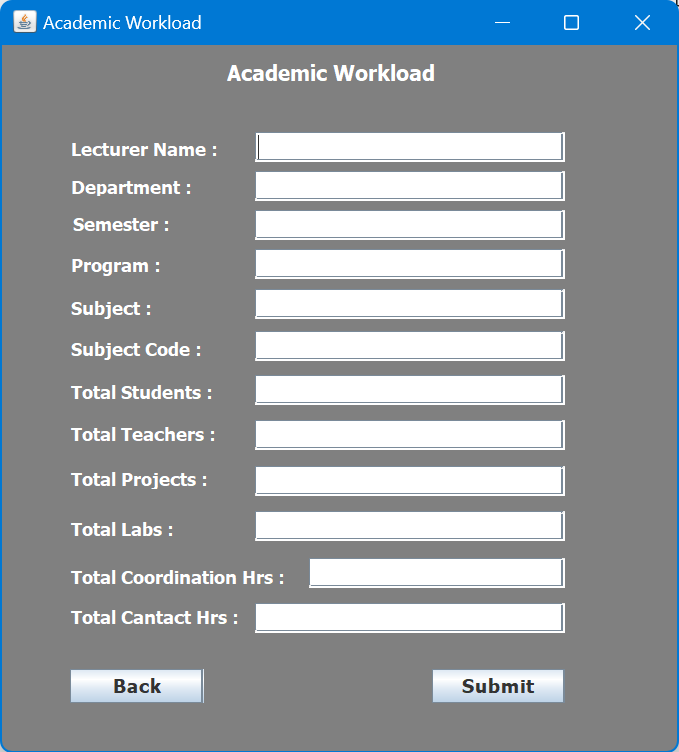 Academic Workload
Academic Workload
Lecturer Name :
Department :
Semester :
Program :
Subject :
Subject Code :
Total Students :
Total Teachers :
Total Projects :
Total Labs :
Total Coordination Hrs :
Total Cantact Hrs :
Back
Submit